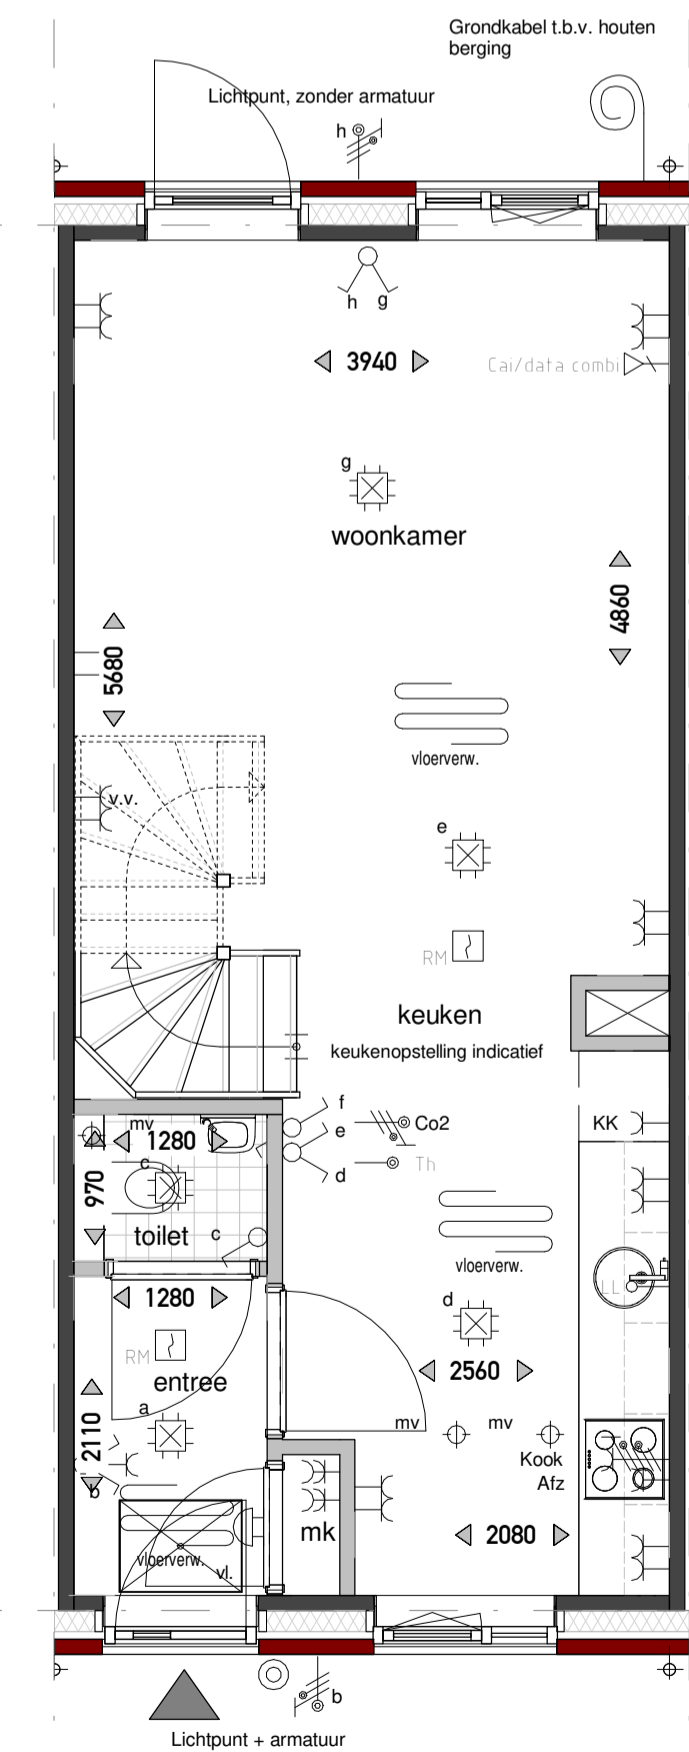 Grondkabel t.b.v. houten
berging
Lichtpunt, zonder armatuur
h
h g
3940
Cai/data combi
g
woonkamer
4860
5680
vloerverw.
v.v.
e
RM
keuken
keukenopstelling indicatief
f
mv
1280
e
Co2
KK
c
d
Th
970
toilet
c
vloerverw.
LL
1280
d
RM
entree
2560
a
mv
mv
2110
Kook
Afz
b
mk
2080
vloerverw.
vl.
b
Lichtpunt + armatuur